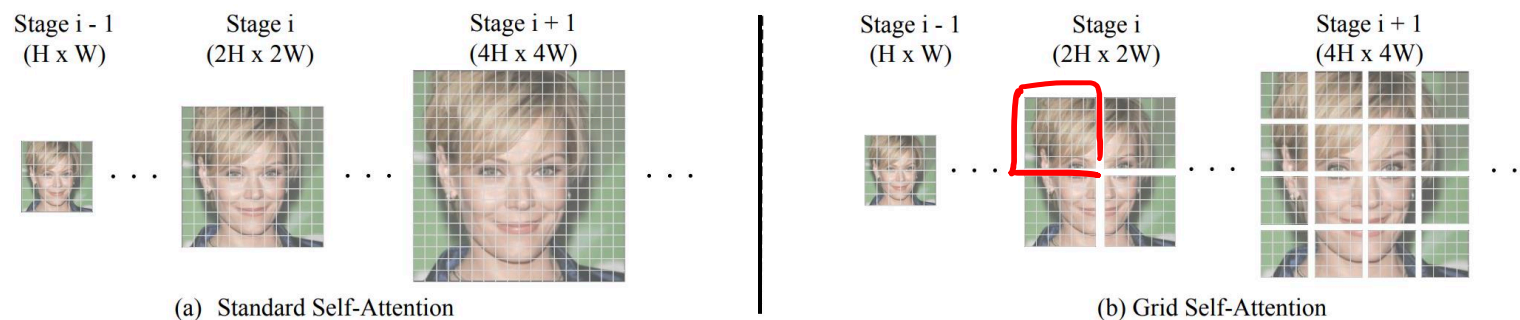 Stage i - 1
(H x W)
Stage i
(2H x 2W)
Stage i + 1
(4H x 4W)
. . .
. . .
. . .
(a) Standard Self-Attention
Stage i - 1
(H x W)
Stage i
(2H x 2W)
Stage i + 1
(4H x 4W)
. . .
. . .
. .
(b) Grid Self-Attention